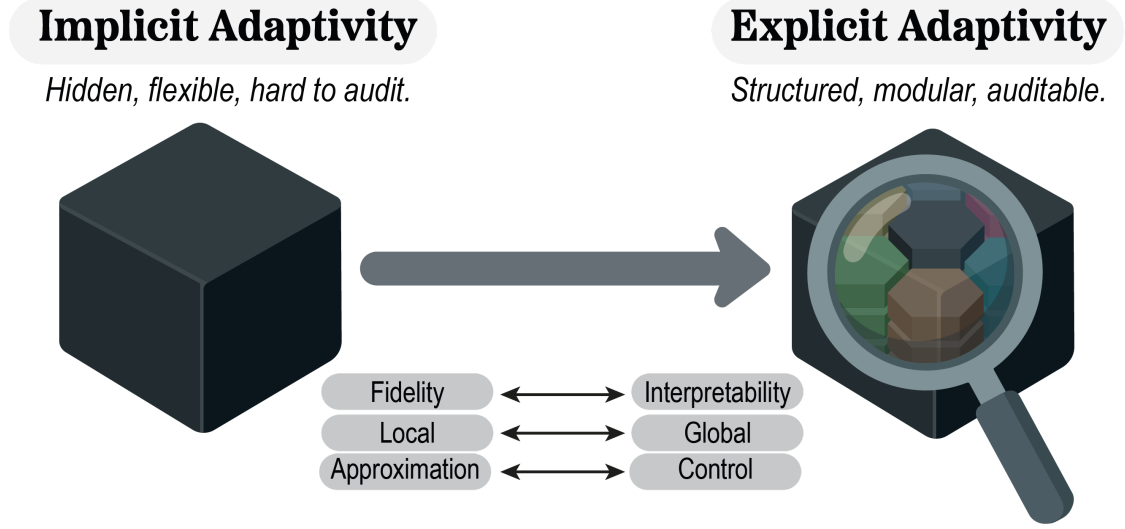 Implicit Adaptivity
Explicit Adaptivity
Hidden, flexible, hard to audit.
Structured, modular, auditable.
Fidelity
Interpretability
Local
Global
Approximation
Control